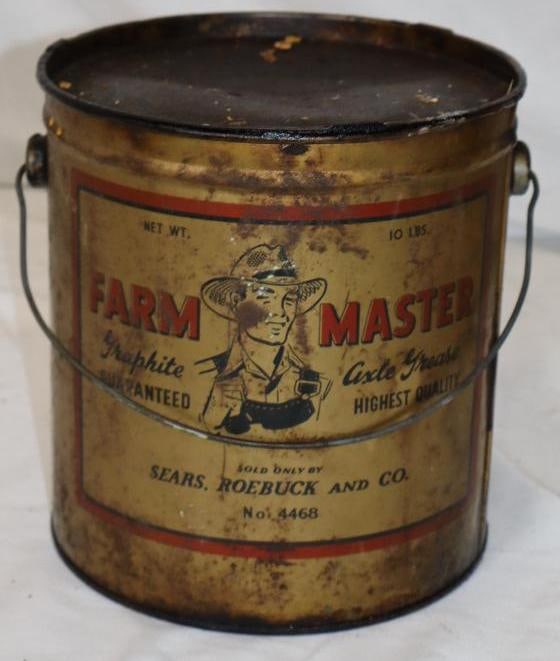 NET WT. 10 LBS.
FARM MASTER
Graphite Axle Grease
GUARANTEED HIGHEST QUALITY
SOLD ONLY BY
SEARS, ROEBUCK AND CO.
No. 4468